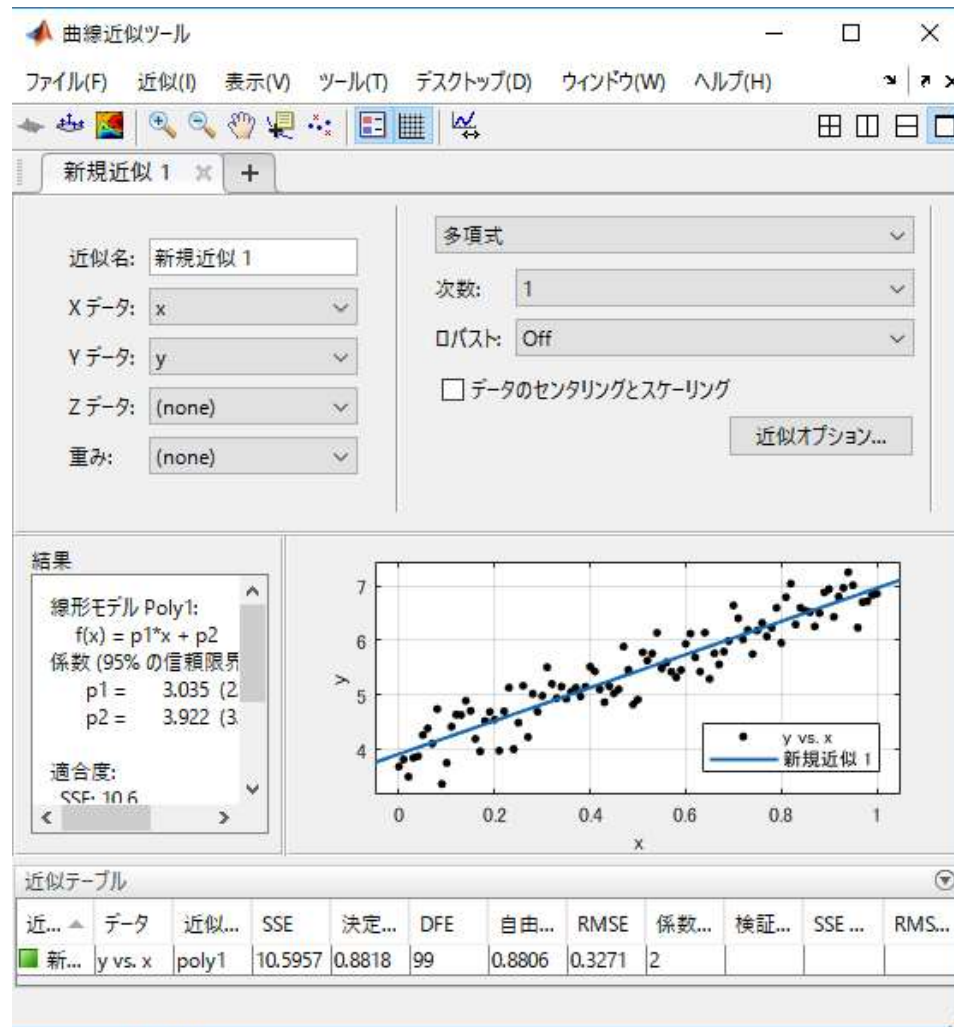 曲線近似ツール
ファイル(F) 近似(I) 表示(V) ツール(T) デスクトップ(D) ウィンドウ(W) ヘルプ(H)
新規近似 1
近似名: 新規近似 1
X データ: x
Y データ: y
Z データ: (none)
重み: (none)
多項式
次数: 1
ロバスト: Off
データのセンタリングとスケーリング
近似オプション...
結果
線形モデル Poly1:
f(x) = p1*x + p2
係数 (95% の信頼限界
p1 = 3.035 (2.
p2 = 3.922 (3.
適合度:
SSE: 10.6
7
6
5
4
y
0 0.2 0.4 0.6 0.8 1
x
y vs. x
新規近似 1
近似テーブル
近... データ 近似... SSE 決定... DFE 自由... RMSE 係数... 検証... SSE ... RMS...
新... y vs. x poly1 10.5957 0.8818 99 0.8806 0.3271 2